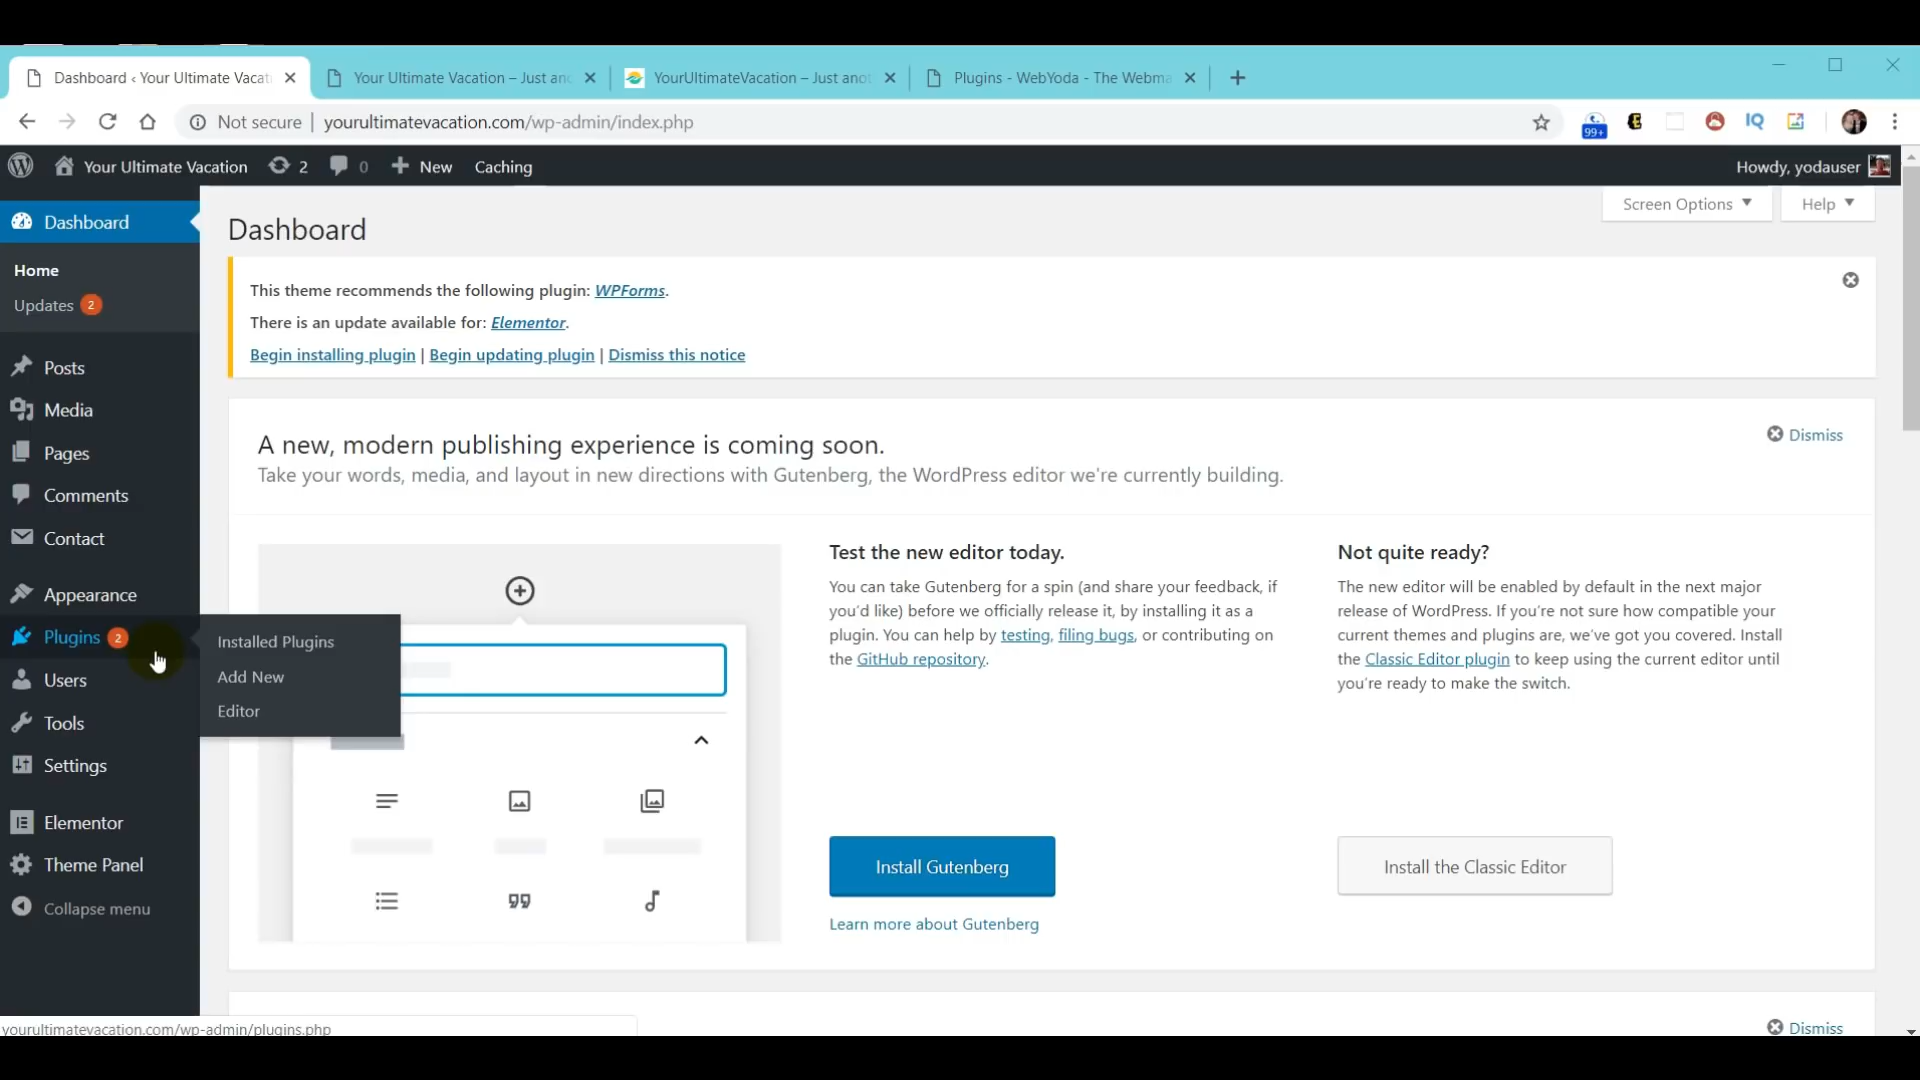 Dashboard ‹ Your Ultimate Vacati
Your Ultimate Vacation – Just an
YourUltimateVacation – Just anot
Plugins - WebYoda - The Webma
Not secure | yourultimatevacation.com/wp-admin/index.php
99+
IQ
Your Ultimate Vacation 2 0 New Caching
Howdy, yodauser
Screen Options
Help
Dashboard
Home
Updates 2
Posts
Media
Pages
Comments
Contact
Appearance
Plugins 2
Users
Tools
Settings
Elementor
Theme Panel
Collapse menu
Installed Plugins
Add New
Editor
Dashboard
This theme recommends the following plugin: WPForms.
There is an update available for: Elementor.
Begin installing plugin | Begin updating plugin | Dismiss this notice
A new, modern publishing experience is coming soon.
Dismiss
Take your words, media, and layout in new directions with Gutenberg, the WordPress editor we're currently building.
Test the new editor today.
You can take Gutenberg for a spin (and share your feedback, if
you'd like) before we officially release it, by installing it as a
plugin. You can help by testing, filing bugs, or contributing on
the GitHub repository.
Install Gutenberg
Learn more about Gutenberg
Not quite ready?
The new editor will be enabled by default in the next major
release of WordPress. If you're not sure how compatible your
current themes and plugins are, we've got you covered. Install
the Classic Editor plugin to keep using the current editor until
you're ready to make the switch.
Install the Classic Editor
Dismiss
yourultimatevacation.com/wp-admin/plugins.php